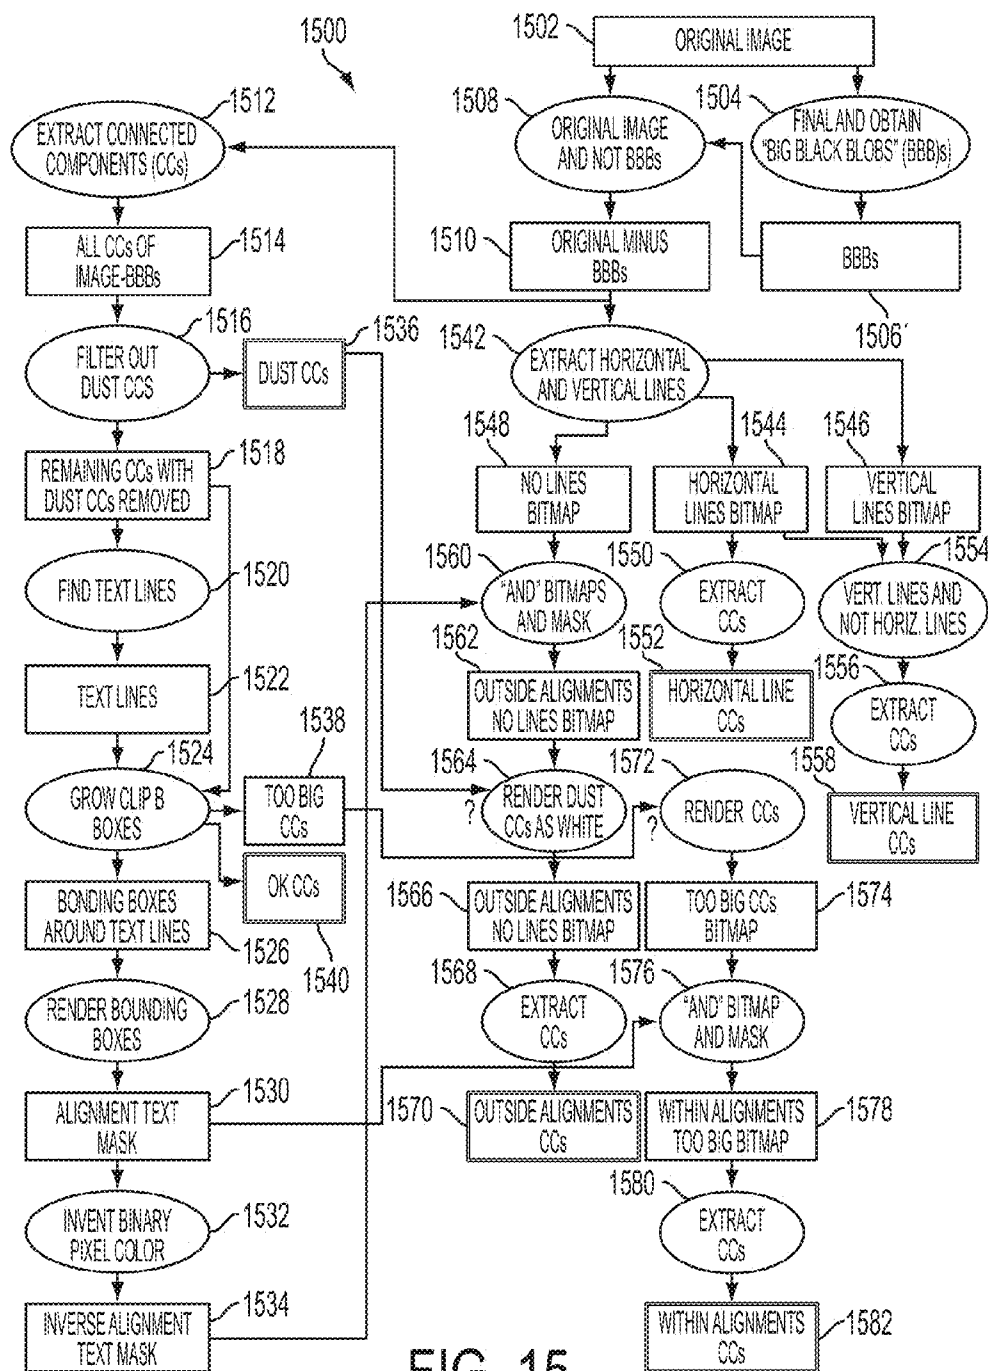 1500
1502
ORIGINAL IMAGE
1512
EXTRACT CONNECTED
COMPONENTS (CCs)
1508
ORIGINAL IMAGE
AND NOT BBBs
1504
FINAL AND OBTAIN
"BIG BLACK BLOBS" (BBB)s)
1514
ALL CCs OF
IMAGE-BBBs
1510
ORIGINAL MINUS
BBBs
BBBs
1506'
1516
FILTER OUT
DUST CCS
1536
DUST CCs
1542
EXTRACT HORIZONTAL
AND VERTICAL LINES
1518
REMAINING CCs WITH
DUST CCs REMOVED
1548
NO LINES
BITMAP
1544
HORIZONTAL
LINES BITMAP
1546
VERTICAL
LINES BITMAP
1520
FIND TEXT LINES
1560
"AND" BITMAPS
AND MASK
1550
EXTRACT
CCs
1554
VERT. LINES AND
NOT HORIZ. LINES
1522
TEXT LINES
1562
OUTSIDE ALIGNMENTS
NO LINES BITMAP
1552
HORIZONTAL LINE
CCs
1556
EXTRACT
CCs
1524
GROW CLIP B
BOXES
1538
TOO BIG
CCs
1564
RENDER DUST
CCs AS WHITE
?
1572
RENDER CCs
?
1558
VERTICAL LINE
CCs
OK CCs
1540
BONDING BOXES
AROUND TEXT LINES
1526
1566
OUTSIDE ALIGNMENTS
NO LINES BITMAP
TOO BIG CCs
BITMAP
1574
1528
RENDER BOUNDING
BOXES
1568
EXTRACT
CCs
1576
"AND" BITMAP
AND MASK
1530
ALIGNMENT TEXT
MASK
1570
OUTSIDE ALIGNMENTS
CCs
1578
WITHIN ALIGNMENTS
TOO BIG BITMAP
1532
INVENT BINARY
PIXEL COLOR
1580
EXTRACT
CCs
1534
INVERSE ALIGNMENT
TEXT MASK
WITHIN ALIGNMENTS
CCs
1582
FIG. 15